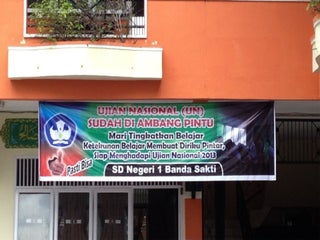 UJIAN NASIONAL (UN)
SUDAH DI AMBANG PINTU
Mari Tingkatkan Belajar
Ketekunan Belajar Membuat Diriku Pintar,
Siap Menghadapi Ujian Nasional 2013
Pasti Bisa
SD Negeri 1 Banda Sakti